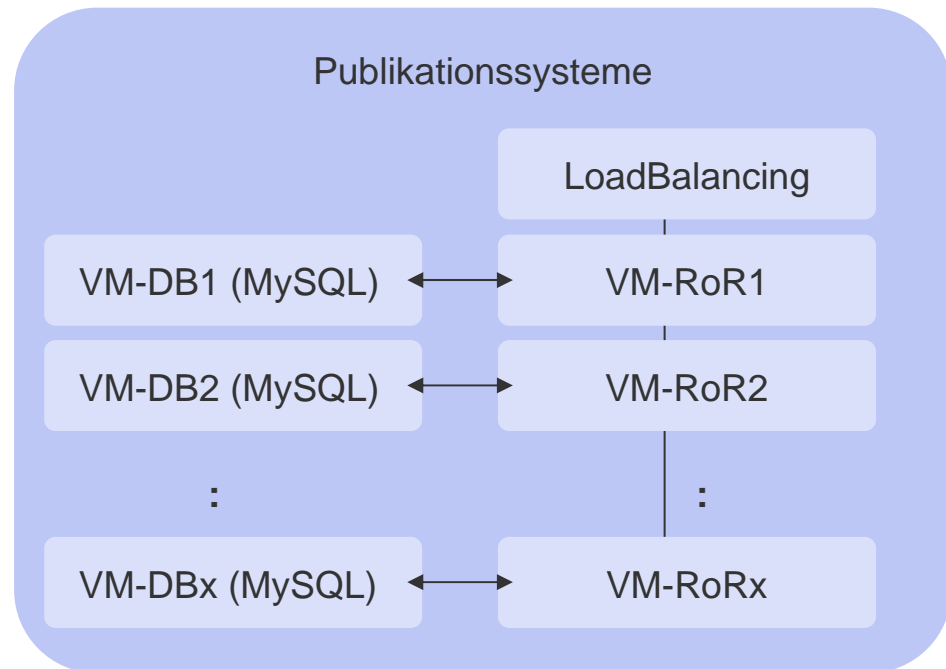 Publikationssysteme
LoadBalancing
VM-DB1 (MySQL)
VM-RoR1
VM-DB2 (MySQL)
VM-RoR2
:
:
VM-DBx (MySQL)
VM-RoRx